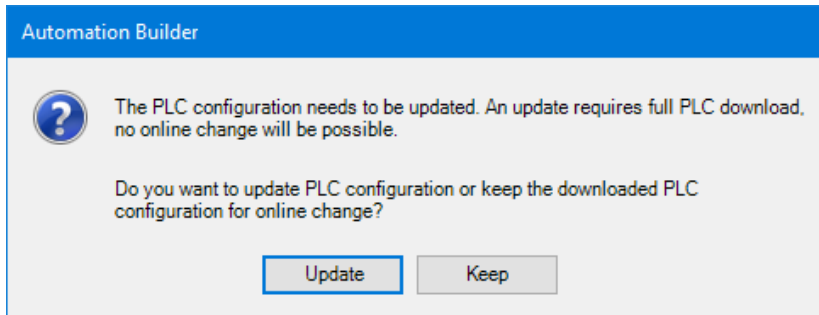 Automation Builder
The PLC configuration needs to be updated. An update requires full PLC download,
no online change will be possible.
Do you want to update PLC configuration or keep the downloaded PLC
configuration for online change?
Update
Keep